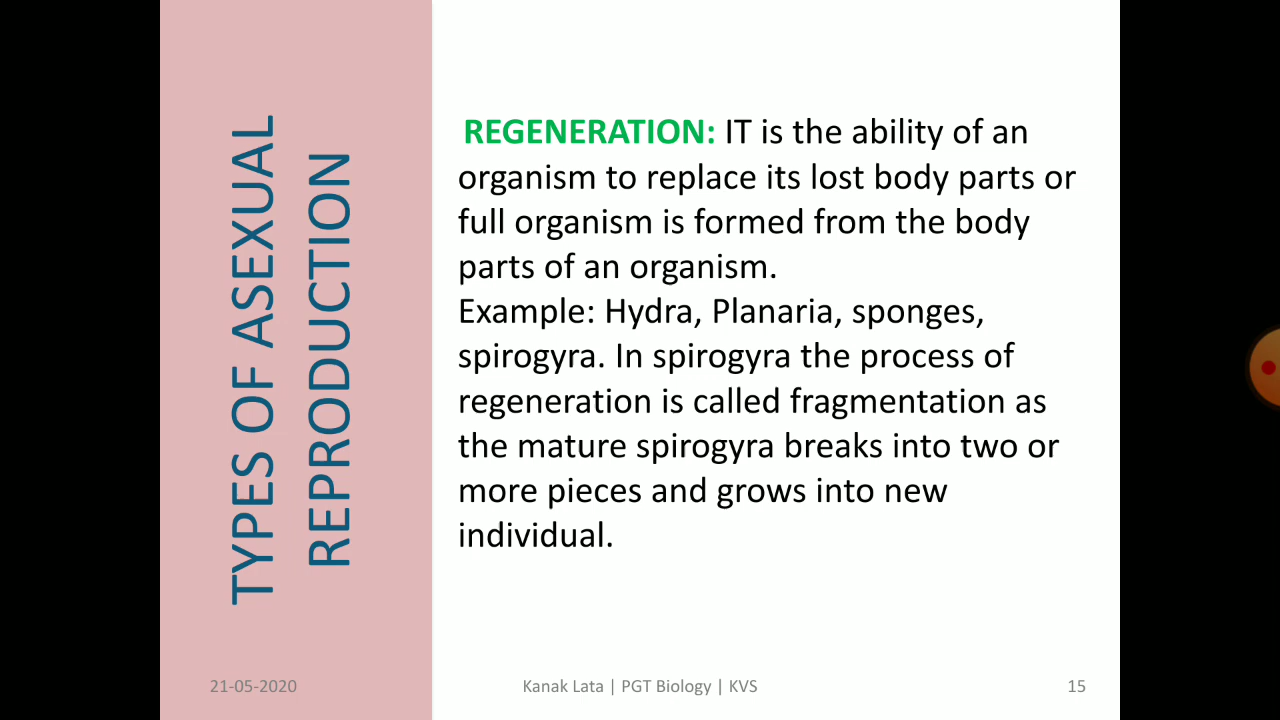 TYPES OF ASEXUAL
REPRODUCTION
REGENERATION: IT is the ability of an
organism to replace its lost body parts or
full organism is formed from the body
parts of an organism.
Example: Hydra, Planaria, sponges,
spirogyra. In spirogyra the process of
regeneration is called fragmentation as
the mature spirogyra breaks into two or
more pieces and grows into new
individual.
21-05-2020
Kanak Lata | PGT Biology | KVS
15